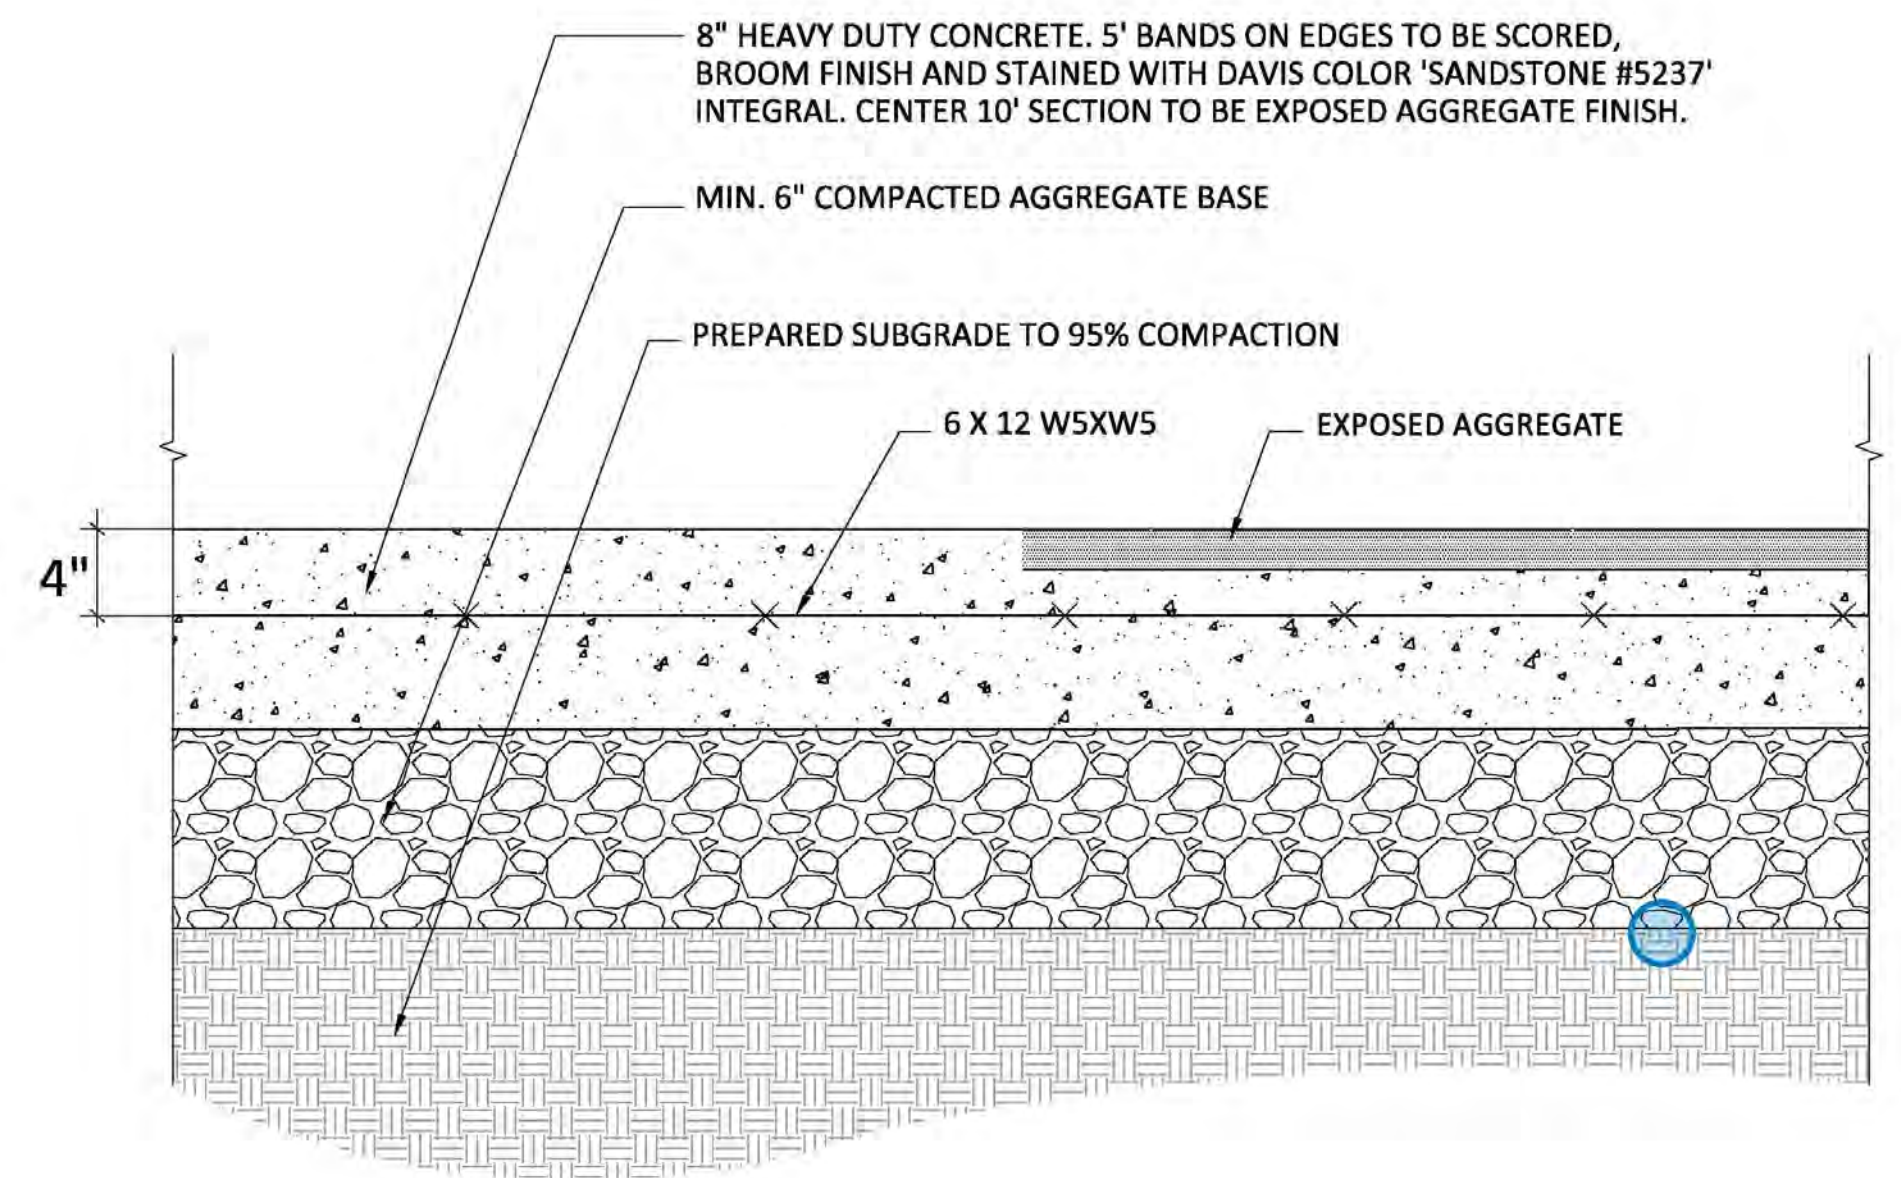 8" HEAVY DUTY CONCRETE. 5' BANDS ON EDGES TO BE SCORED,
BROOM FINISH AND STAINED WITH DAVIS COLOR 'SANDSTONE #5237'
INTEGRAL. CENTER 10' SECTION TO BE EXPOSED AGGREGATE FINISH.
MIN. 6" COMPACTED AGGREGATE BASE
PREPARED SUBGRADE TO 95% COMPACTION
6 X 12 W5XW5
EXPOSED AGGREGATE
4"